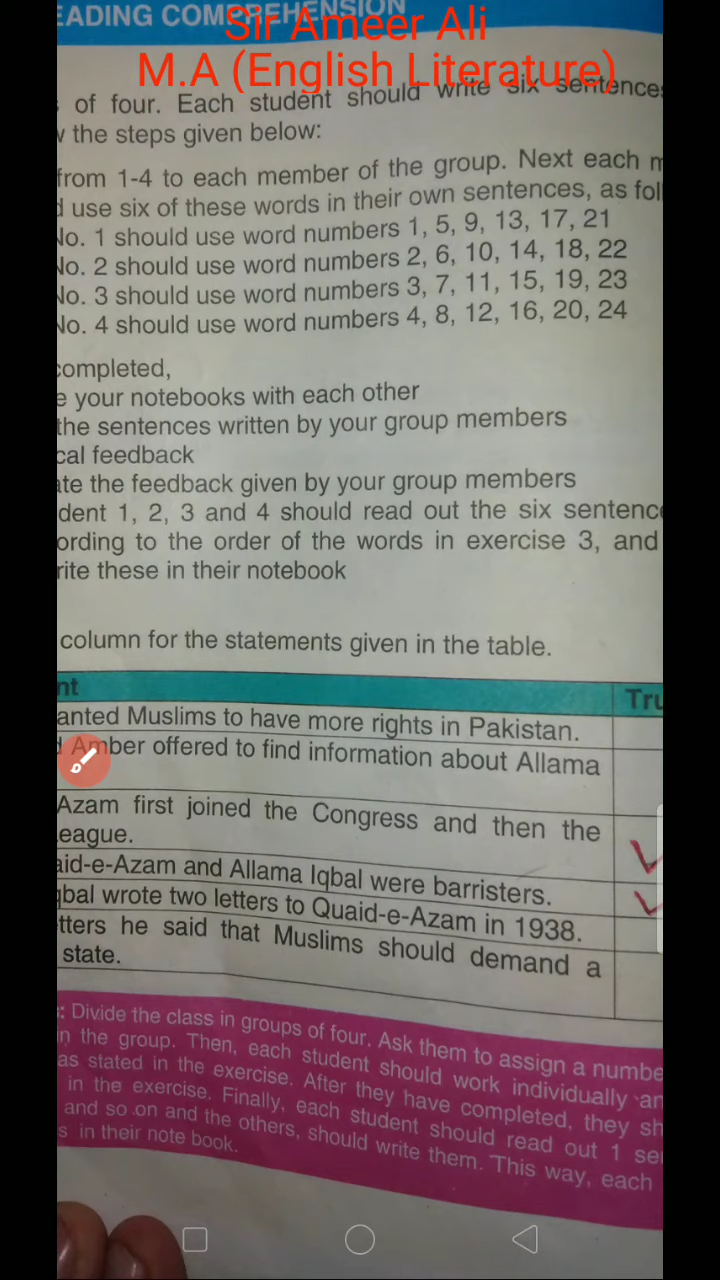 EADING COMPREHENSION
Sir Ameer Ali
M.A (English Literature)
of four. Each student should write six sentences
the steps given below:
from 1-4 to each member of the group. Next each m
use six of these words in their own sentences, as fol
No. 1 should use word numbers 1, 5, 9, 13, 17, 21
No. 2 should use word numbers 2, 6, 10, 14, 18, 22
No. 3 should use word numbers 3, 7, 11, 15, 19, 23
No. 4 should use word numbers 4, 8, 12, 16, 20, 24
completed,
e your notebooks with each other
the sentences written by your group members
cal feedback
ate the feedback given by your group members
dent 1, 2, 3 and 4 should read out the six sentenc
ording to the order of the words in exercise 3, and
rite these in their notebook
column for the statements given in the table.
nt Tru
anted Muslims to have more rights in Pakistan.
d Amber offered to find information about Allama
Azam first joined the Congress and then the
eague.
aid-e-Azam and Allama Iqbal were barristers.
qbal wrote two letters to Quaid-e-Azam in 1938.
tters he said that Muslims should demand a
state.
: Divide the class in groups of four. Ask them to assign a numbe
n the group. Then, each student should work individually an
as stated in the exercise. After they have completed, they sh
in the exercise. Finally, each student should read out 1 se
and so on and the others, should write them. This way, each
s in their note book.